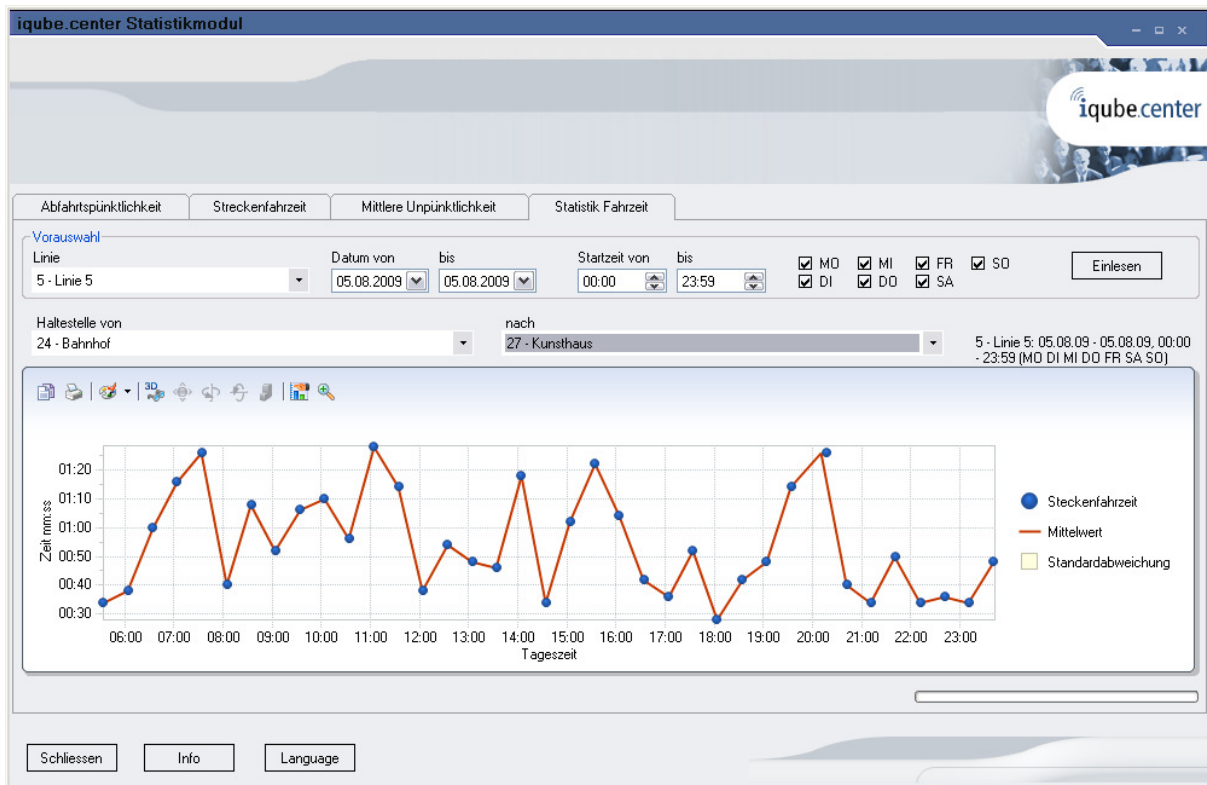 iqube.center Statistikmodul
iqube.center
Abfahrtspünktlichkeit Streckenfahrzeit Mittlere Unpünktlichkeit Statistik Fahrzeit
Vorauswahl
Linie Datum von bis Startzeit von bis
MO MI FR SO
5 - Linie 5 05.08.2009 05.08.2009 00:00 23:59 Einlesen
DI DO SA
Haltestelle von nach
24 - Bahnhof 27 - Kunsthaus
5 - Linie 5: 05.08.09 - 05.08.09, 00:00
- 23:59 (MO DI MI DO FR SA SO)
3D
Zeit mm:ss
01:20
01:10
01:00
00:50
00:40
00:30
06:00 07:00 08:00 09:00 10:00 11:00 12:00 13:00 14:00 15:00 16:00 17:00 18:00 19:00 20:00 21:00 22:00 23:00
Tageszeit
Steckenfahrzeit
Mittelwert
Standardabweichung
Schliessen Info Language